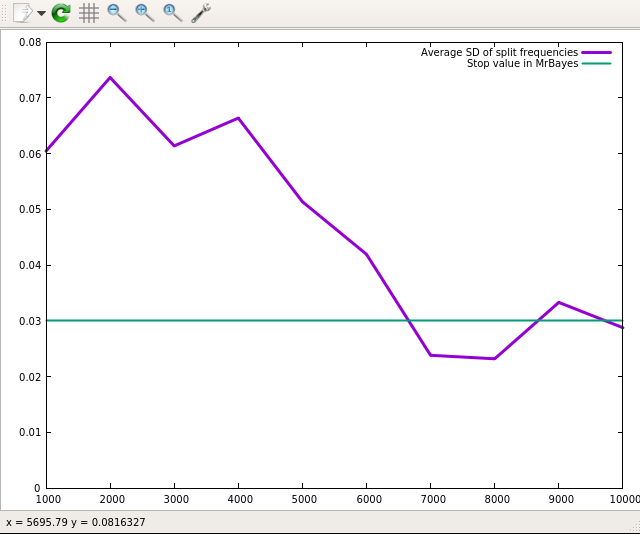 0.08
0.07
0.06
0.05
0.04
0.03
0.02
0.01
0
1000 2000 3000 4000 5000 6000 7000 8000 9000 10000
Average SD of split frequencies
Stop value in MrBayes
x = 5695.79 y = 0.0816327